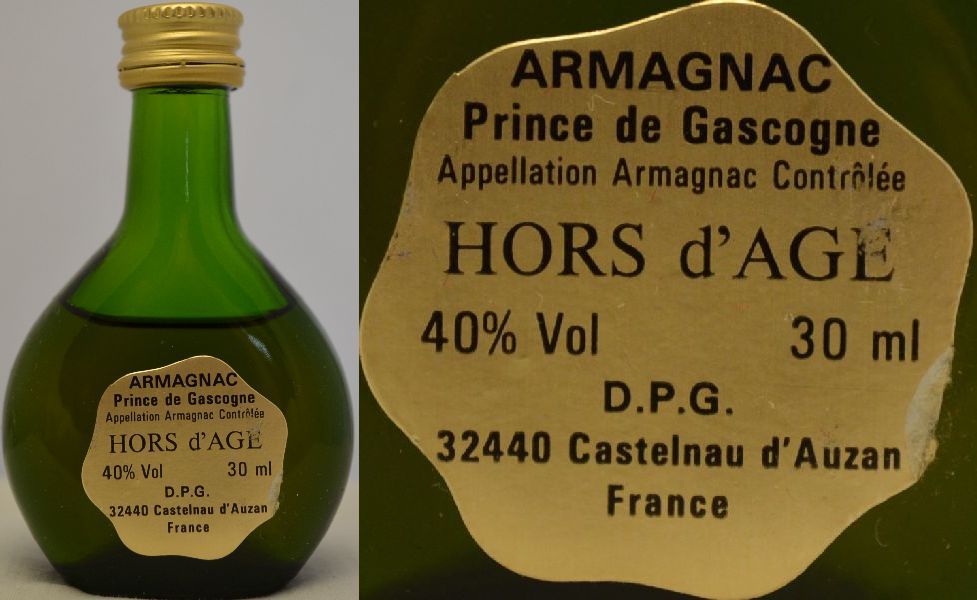 ARMAGNAC
Prince de Gascogne
Appellation Armagnac Contrôlée
HORS d'AGE
40% Vol 30 ml
D.P.G.
32440 Castelnau d'Auzan
France
ARMAGNAC
Prince de Gascogne
Appellation Armagnac Contrôlée
HORS d'AGE
40% Vol 30 ml
D.P.G.
32440 Castelnau d'Auzan
France